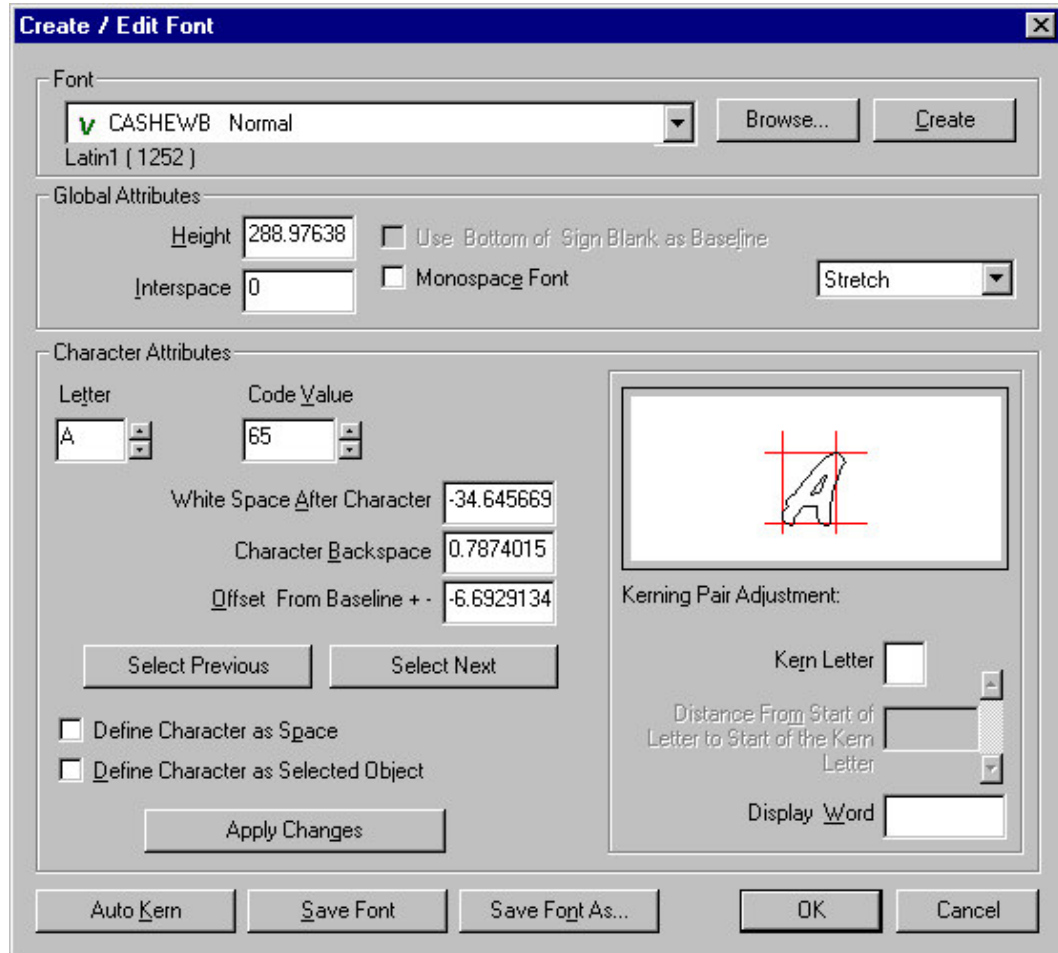 Create / Edit Font
Font
V CASHEWB Normal
Browse...
Create
Latin1 ( 1252 )
Global Attributes
Height 288.97638
Use Bottom of Sign Blank as Baseline
Interspace 0
Monospace Font
Stretch
Character Attributes
Letter
Code Value
A
65
White Space After Character -34.645669
Character Backspace 0.7874015
Offset From Baseline + - -6.6929134
Select Previous
Select Next
Define Character as Space
Define Character as Selected Object
Apply Changes
A
Kerning Pair Adjustment:
Kern Letter
Distance From Start of
Letter to Start of the Kern
Letter
Display Word
Auto Kern
Save Font
Save Font As...
OK
Cancel